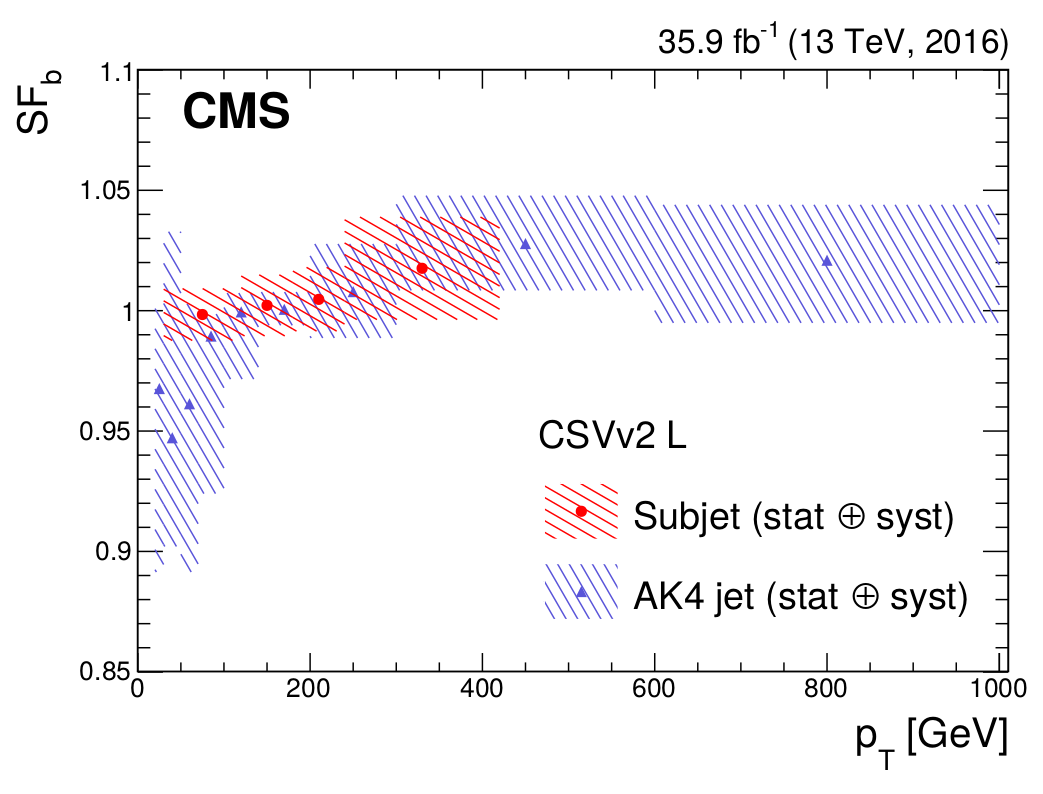 35.9 fb⁻¹ (13 TeV, 2016)
SF_b
CMS
1.1
1.05
1
0.95
0.9
0.85
CSVv2 L
Subjet (stat ⊕ syst)
AK4 jet (stat ⊕ syst)
0 200 400 600 800 1000
p_T [GeV]